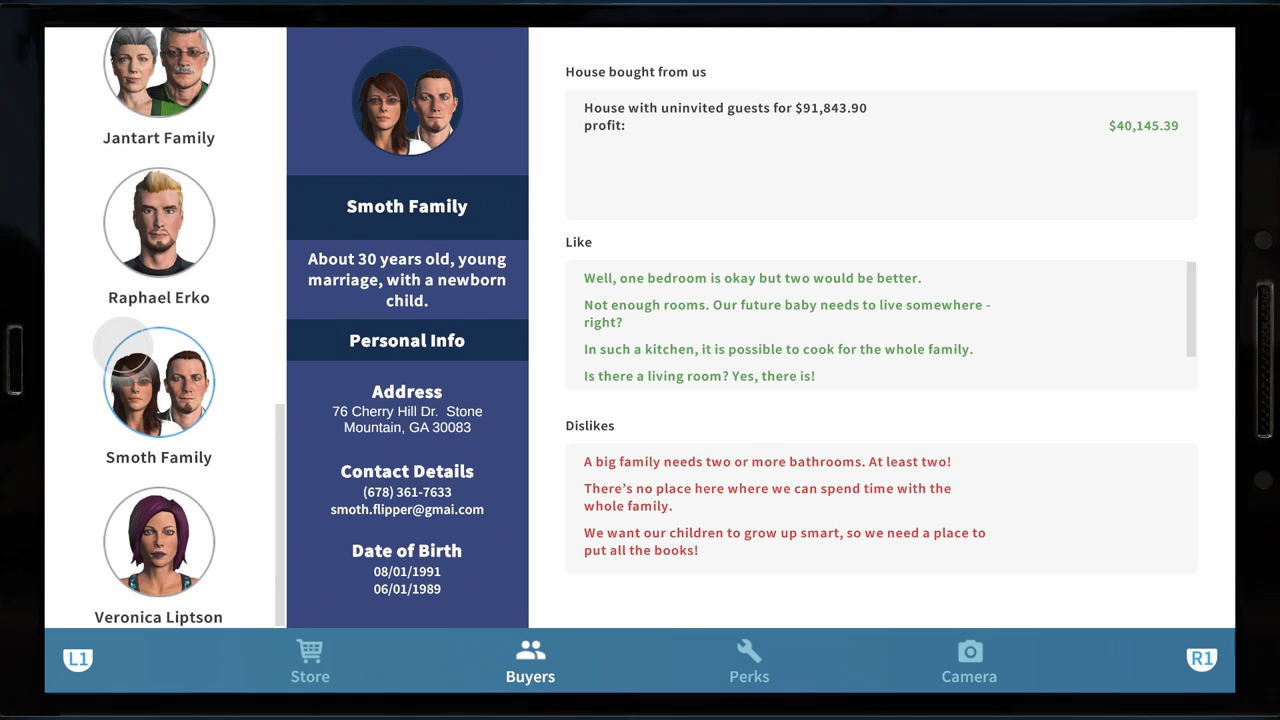 Jantart Family
Raphael Erko
Smoth Family
Veronica Liptson
Smoth Family
About 30 years old, young
marriage, with a newborn
child.
Personal Info
Address
76 Cherry Hill Dr.  Stone
Mountain, GA 30083
Contact Details
(678) 361-7633
smoth.flipper@gmai.com
Date of Birth
08/01/1991
06/01/1989
House bought from us
House with uninvited guests for $91,843.90
profit: $40,145.39
Like
Well, one bedroom is okay but two would be better.
Not enough rooms. Our future baby needs to live somewhere -
right?
In such a kitchen, it is possible to cook for the whole family.
Is there a living room? Yes, there is!
Dislikes
A big family needs two or more bathrooms. At least two!
There's no place here where we can spend time with the
whole family.
We want our children to grow up smart, so we need a place to
put all the books!
L1
Store
Buyers
Perks
Camera
R1